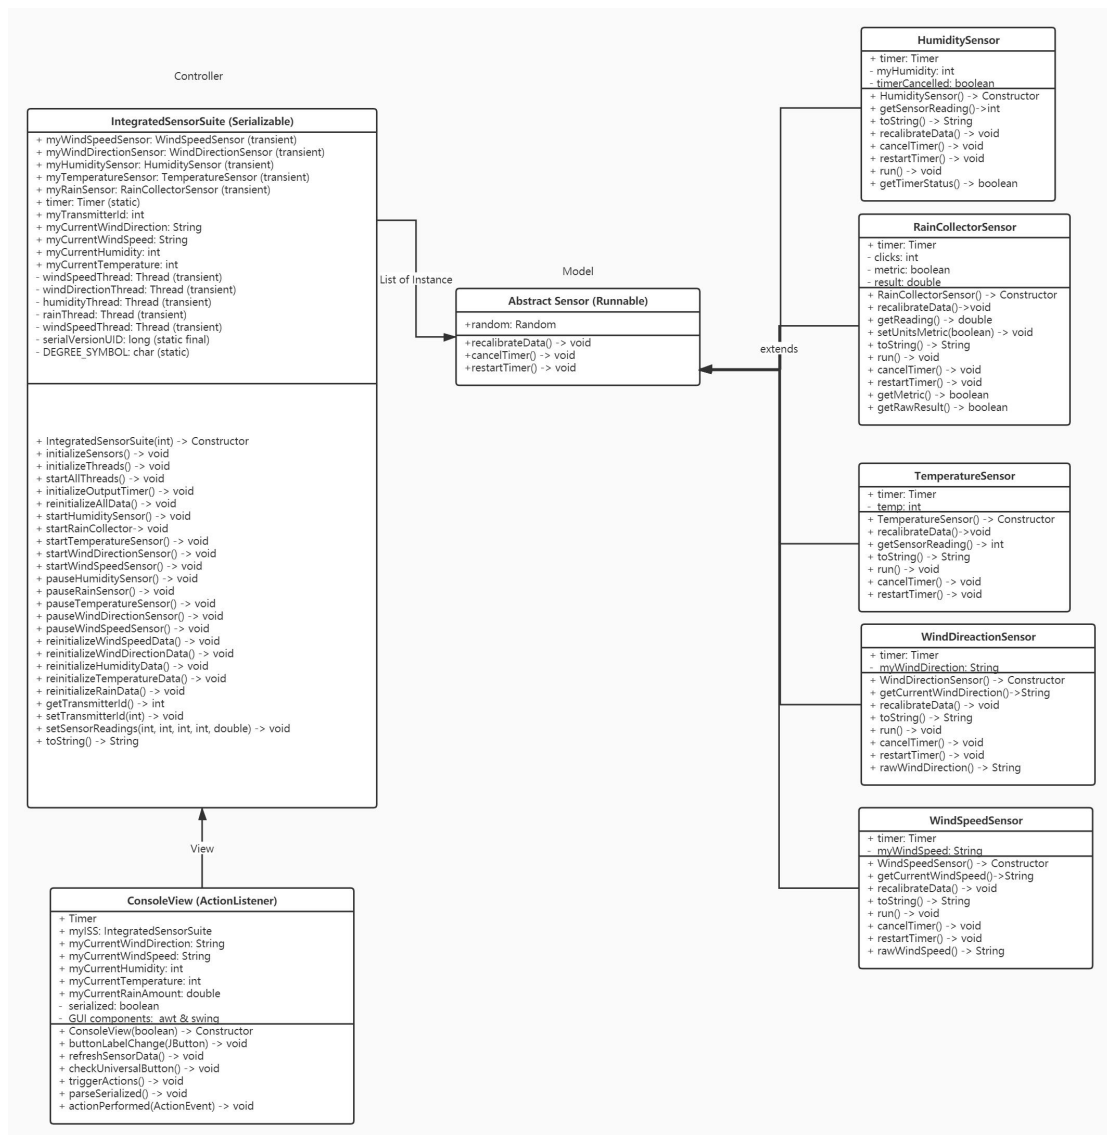 Controller
IntegratedSensorSuite (Serializable)
+ myWindSpeedSensor: WindSpeedSensor (transient)
+ myWindDirectionSensor: WindDirectionSensor (transient)
+ myHumiditySensor: HumiditySensor (transient)
+ myTemperatureSensor: TemperatureSensor (transient)
+ myRainSensor: RainCollectorSensor (transient)
+ timer: Timer (static)
+ myTransmitterId: int
+ myCurrentWindDirection: String
+ myCurrentWindSpeed: String
+ myCurrentHumidity: int
+ myCurrentTemperature: int
- windSpeedThread: Thread (transient)
- windDirectionThread: Thread (transient)
- humidityThread: Thread (transient)
- rainThread: Thread (transient)
- windSpeedThread: Thread (transient)
- serialVersionUID: long (static final)
- DEGREE_SYMBOL: char (static)
+ IntegratedSensorSuite(int) -> Constructor
+ initializeSensors() -> void
+ initializeThreads() -> void
+ startAllThreads() -> void
+ initializeOutputTimer() -> void
+ reinitializeAllData() -> void
+ startHumiditySensor() -> void
+ startRainCollector-> void
+ startTemperatureSensor() -> void
+ startWindDirectionSensor() -> void
+ startWindSpeedSensor() -> void
+ pauseHumiditySensor() -> void
+ pauseRainSensor() -> void
+ pauseTemperatureSensor() -> void
+ pauseWindDirectionSensor() -> void
+ pauseWindSpeedSensor() -> void
+ reinitializeWindSpeedData() -> void
+ reinitializeWindDirectionData() -> void
+ reinitializeHumidityData() -> void
+ reinitializeTemperatureData() -> void
+ reinitializeRainData() -> void
+ getTransmitterId() -> int
+ setTransmitterId(int) -> void
+ setSensorReadings(int, int, int, int, double) -> void
+ toString() -> String
View
ConsoleView (ActionListener)
+ Timer
+ myISS: IntegratedSensorSuite
+ myCurrentWindDirection: String
+ myCurrentWindSpeed: String
+ myCurrentHumidity: int
+ myCurrentTemperature: int
+ myCurrentRainAmount: double
- serialized: boolean
- GUI components: awt & swing
+ ConsoleView(boolean) -> Constructor
+ buttonLabelChange(JButton) -> void
+ refreshSensorData() -> void
+ checkUniversalButton() -> void
+ triggerActions() -> void
+ parseSerialized() -> void
+ actionPerformed(ActionEvent) -> void
List of Instance
Model
Abstract Sensor (Runnable)
+random: Random
+recalibrateData() -> void
+cancelTimer() -> void
+restartTimer() -> void
extends
HumiditySensor
+ timer: Timer
- myHumidity: int
- timerCancelled: boolean
+ HumiditySensor() -> Constructor
+ getSensorReading()->int
+ toString() -> String
+ recalibrateData() -> void
+ cancelTimer() -> void
+ restartTimer() -> void
+ run() -> void
+ getTimerStatus() -> boolean
RainCollectorSensor
+ timer: Timer
- clicks: int
- metric: boolean
- result: double
+ RainCollectorSensor() -> Constructor
+ recalibrateData()->void
+ getReading() -> double
+ setUnitsMetric(boolean) -> void
+ toString() -> String
+ run() -> void
+ cancelTimer() -> void
+ restartTimer() -> void
+ getMetric() -> boolean
+ getRawResult() -> boolean
TemperatureSensor
+ timer: Timer
- temp: int
+ TemperatureSensor() -> Constructor
+ recalibrateData()->void
+ getSensorReading() -> int
+ toString() -> String
+ run() -> void
+ cancelTimer() -> void
+ restartTimer() -> void
WindDireactionSensor
+ timer: Timer
- myWindDirection: String
+ WindDirectionSensor() -> Constructor
+ getCurrentWindDirection()->String
+ recalibrateData() -> void
+ toString() -> String
+ run() -> void
+ cancelTimer() -> void
+ restartTimer() -> void
+ rawWindDirection() -> String
WindSpeedSensor
+ timer: Timer
- myWindSpeed: String
+ WindSpeedSensor() -> Constructor
+ getCurrentWindSpeed()->String
+ recalibrateData() -> void
+ toString() -> String
+ run() -> void
+ cancelTimer() -> void
+ restartTimer() -> void
+ rawWindSpeed() -> String